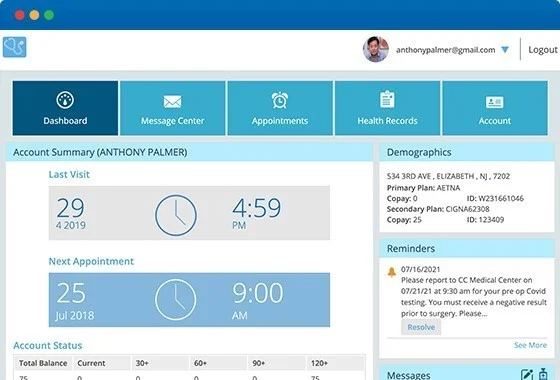 anthonypalmer@gmail.com
Logout
Dashboard
Message Center
Appointments
Health Records
Account
Account Summary (ANTHONY PALMER)
Last Visit
29
4 2019
4:59
PM
Next Appointment
25
Jul 2018
9:00
AM
Account Status
Total Balance Current 30+ 60+ 90+ 120+
75 0 0 0 0 75
Demographics
534 3RD AVE , ELIZABETH , NJ , 7202
Primary Plan: AETNA
Copay: 0 ID: W231661046
Secondary Plan: CIGNA62308
Copay: 25 ID: 123409
Reminders
07/16/2021
Please report to CC Medical Center on
07/21/21 at 9:30 am for your pre op Covid
testing. You must receive a negative result
prior to surgery. Please...
Resolve
See More
Messages